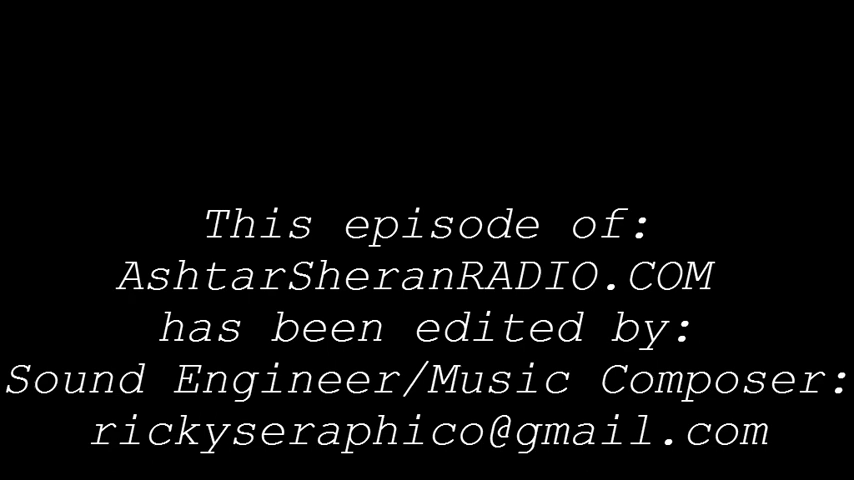 This episode of:
AshtarSheranRADIO.COM
has been edited by:
Sound Engineer/Music Composer:
rickyseraphico@gmail.com